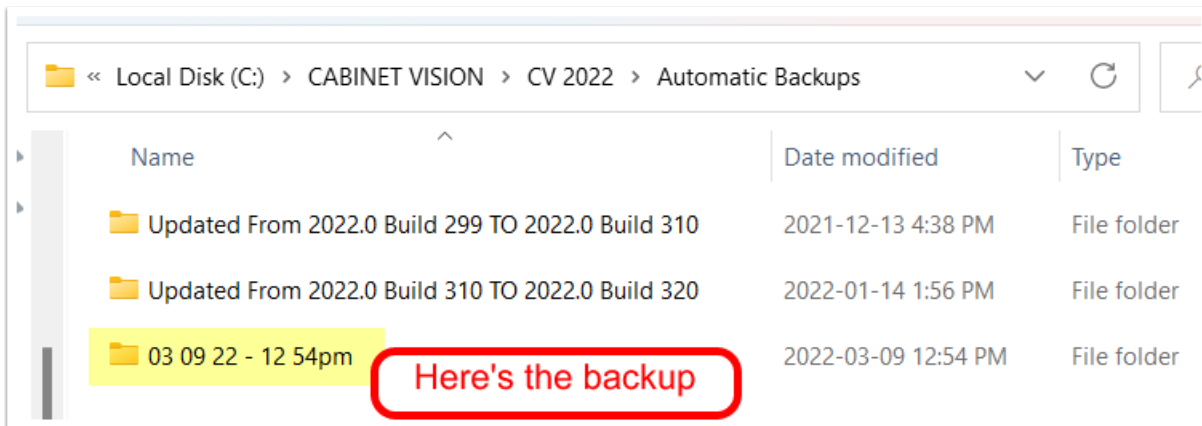 « Local Disk (C:) > CABINET VISION > CV 2022 > Automatic Backups
Name Date modified Type
Updated From 2022.0 Build 299 TO 2022.0 Build 310 2021-12-13 4:38 PM File folder
Updated From 2022.0 Build 310 TO 2022.0 Build 320 2022-01-14 1:56 PM File folder
03 09 22 - 12 54pm 2022-03-09 12:54 PM File folder
Here's the backup